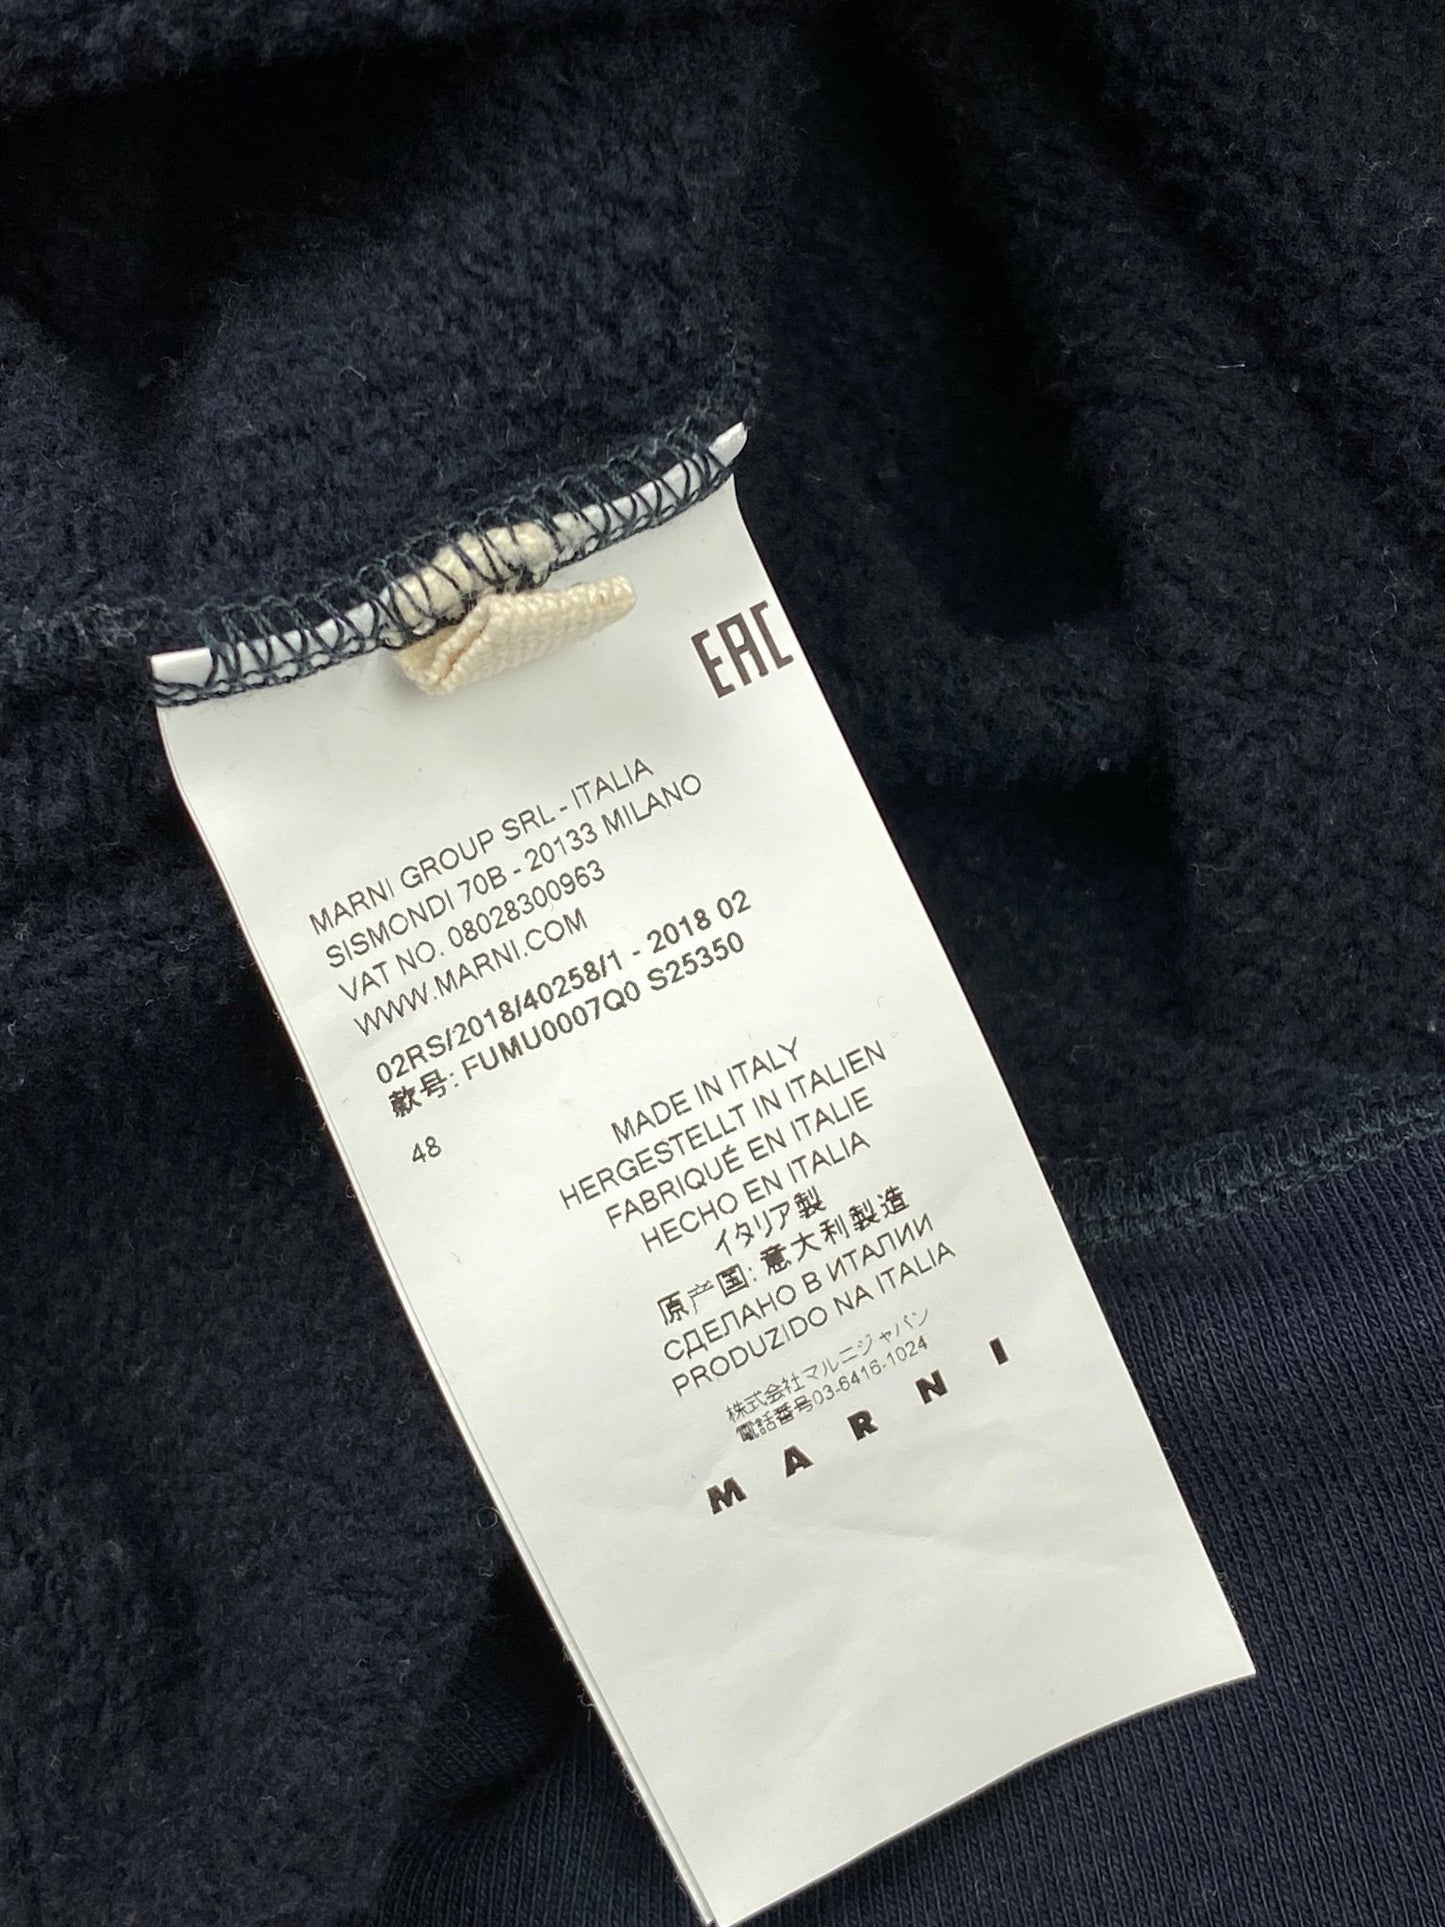 EAC
MARNI GROUP SRL - ITALIA
SISMONDI 70B - 20133 MILANO
VAT NO. 08028300963
WWW.MARNI.COM
02RS/2018/40258/1 - 2018 02
款号: FUMU0007Q0 S25350
48
MADE IN ITALY
HERGESTELLT IN ITALIEN
FABRIQUÉ EN ITALIE
HECHO EN ITALIA
イタリア製
原产国: 意大利製造
СДЕЛАНО В ИТАЛИИ
PRODUZIDO NA ITALIA
株式会社マルニジャパン
電話番号03-6416-1024
MARNI